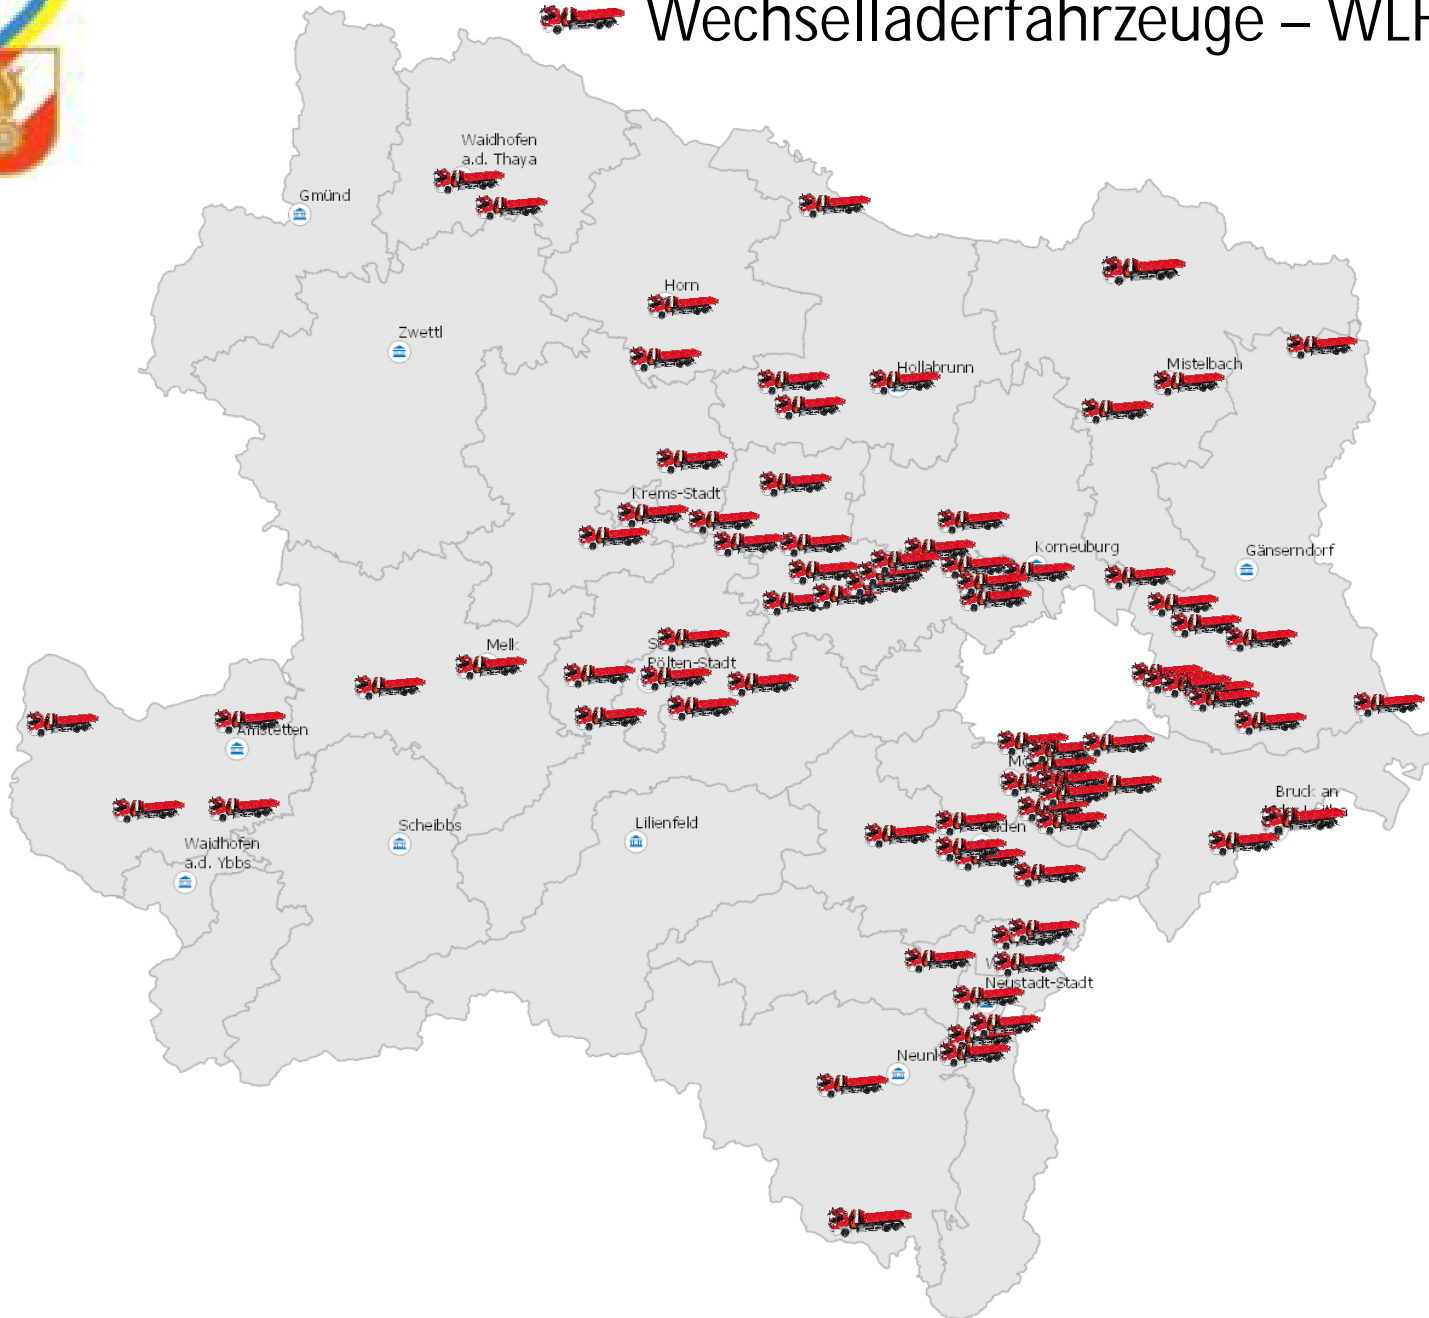 Wechselladerfahrzeuge – WLF
Waidhofen
a.d. Thaya
Gmünd
Horn
Zwettl
Hollabrunn
Mistelbach
Krems-Stadt
Korneuburg
Gänserndorf
Melk
Pölten-Stadt
Amstetten
Bruck an
Scheibbs
Lilienfeld
Waidhofen
a.d. Ybbs
Neustadt-Stadt